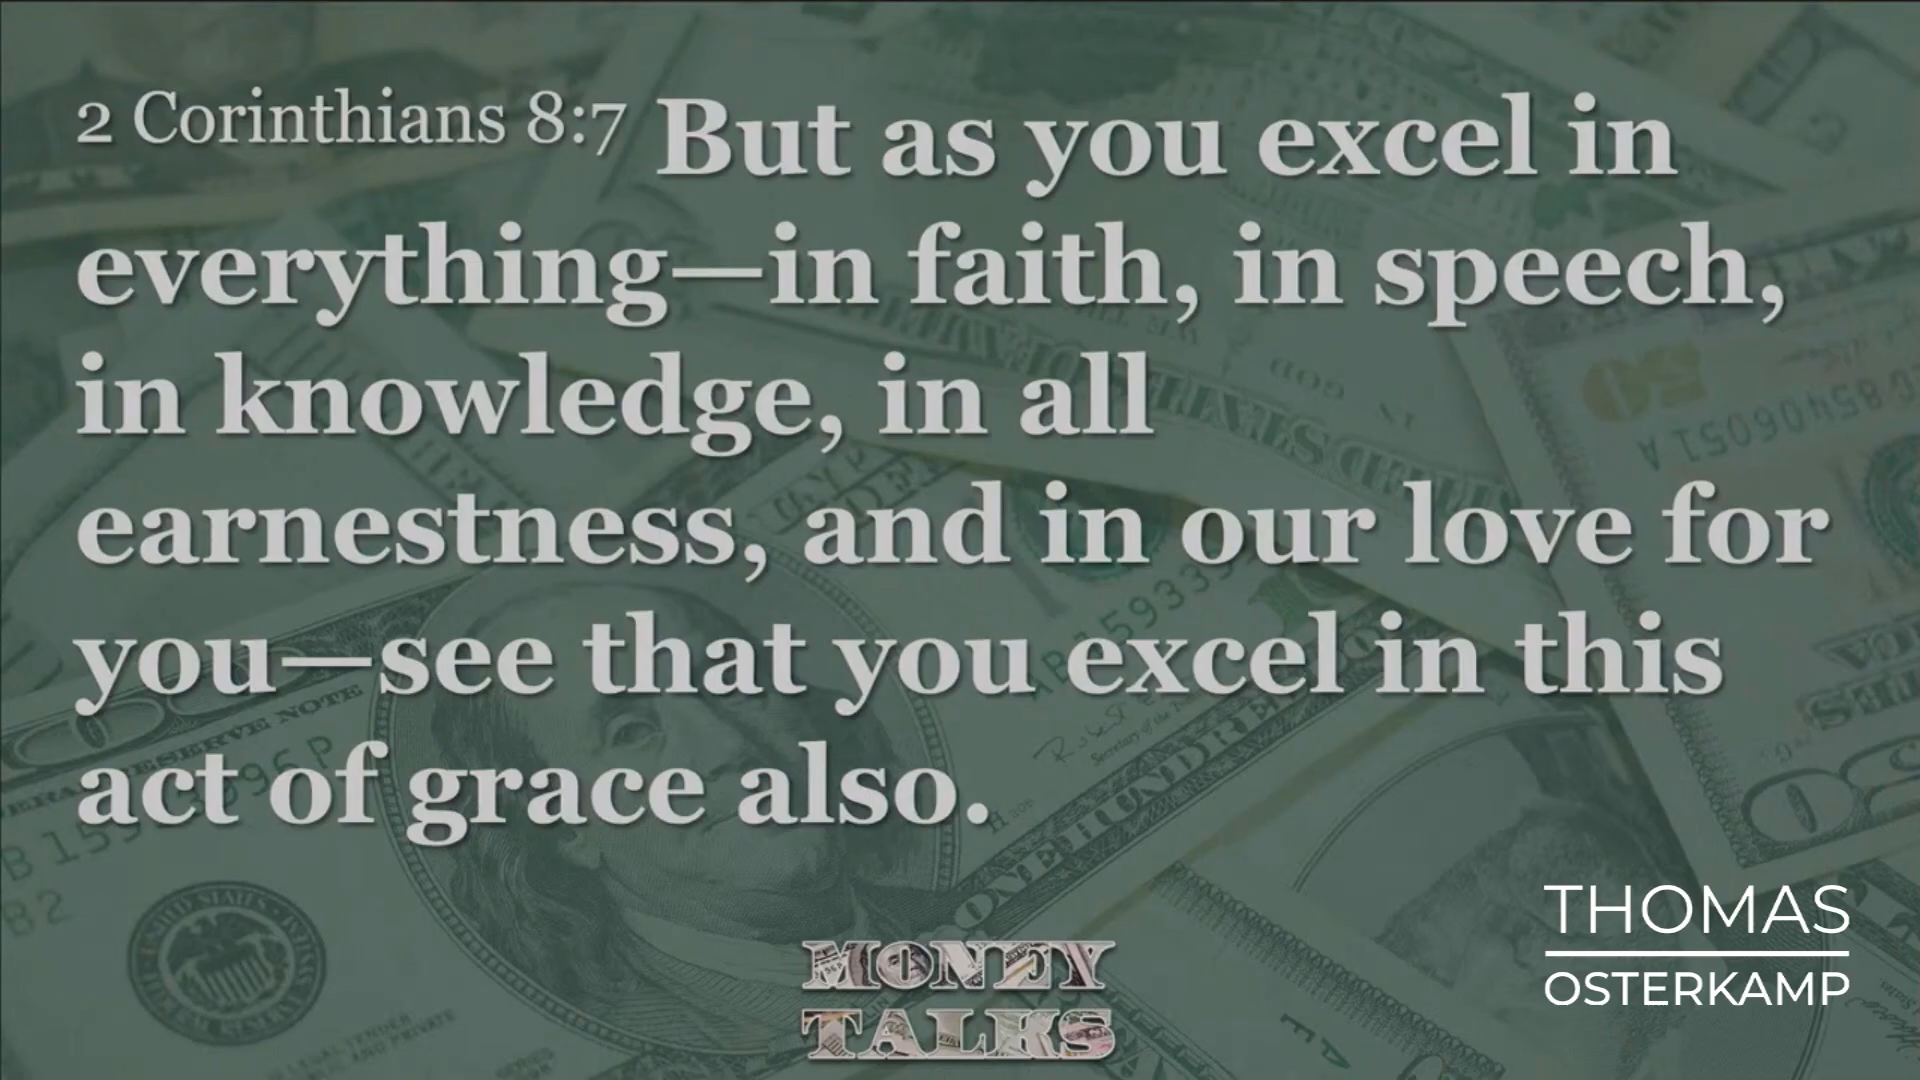 2 Corinthians 8:7 But as you excel in
everything—in faith, in speech,
in knowledge, in all
earnestness, and in our love for
you—see that you excel in this
act of grace also.
THOMAS
OSTERKAMP
MONEY
TALKS